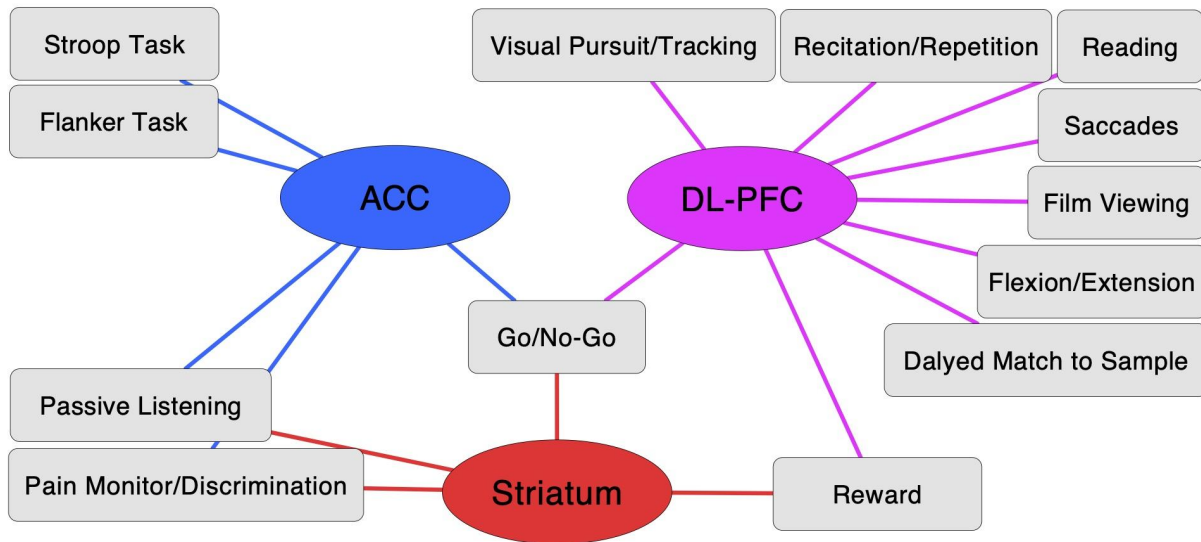 Stroop Task
Visual Pursuit/Tracking
Recitation/Repetition
Reading
Flanker Task
Saccades
ACC
DL-PFC
Film Viewing
Flexion/Extension
Go/No-Go
Dalyed Match to Sample
Passive Listening
Pain Monitor/Discrimination
Striatum
Reward